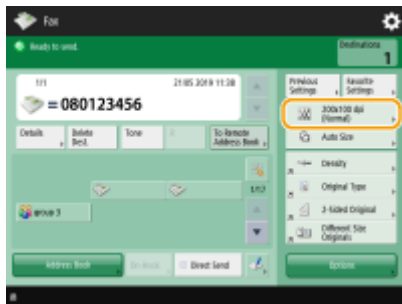 Fax
Ready to send.
Destinations
1
1/1
21/05 2019 11:38
= 080123456
Details
Delete Dest.
Tone
To Remote
Address Book
1/12
group 3
Address Book
On Hook
Direct Send
Previous
Settings
Favorite
Settings
200x100 dpi
(Normal)
Auto Size
Density
Original Type
2-Sided Original
Different Size
Originals
Options